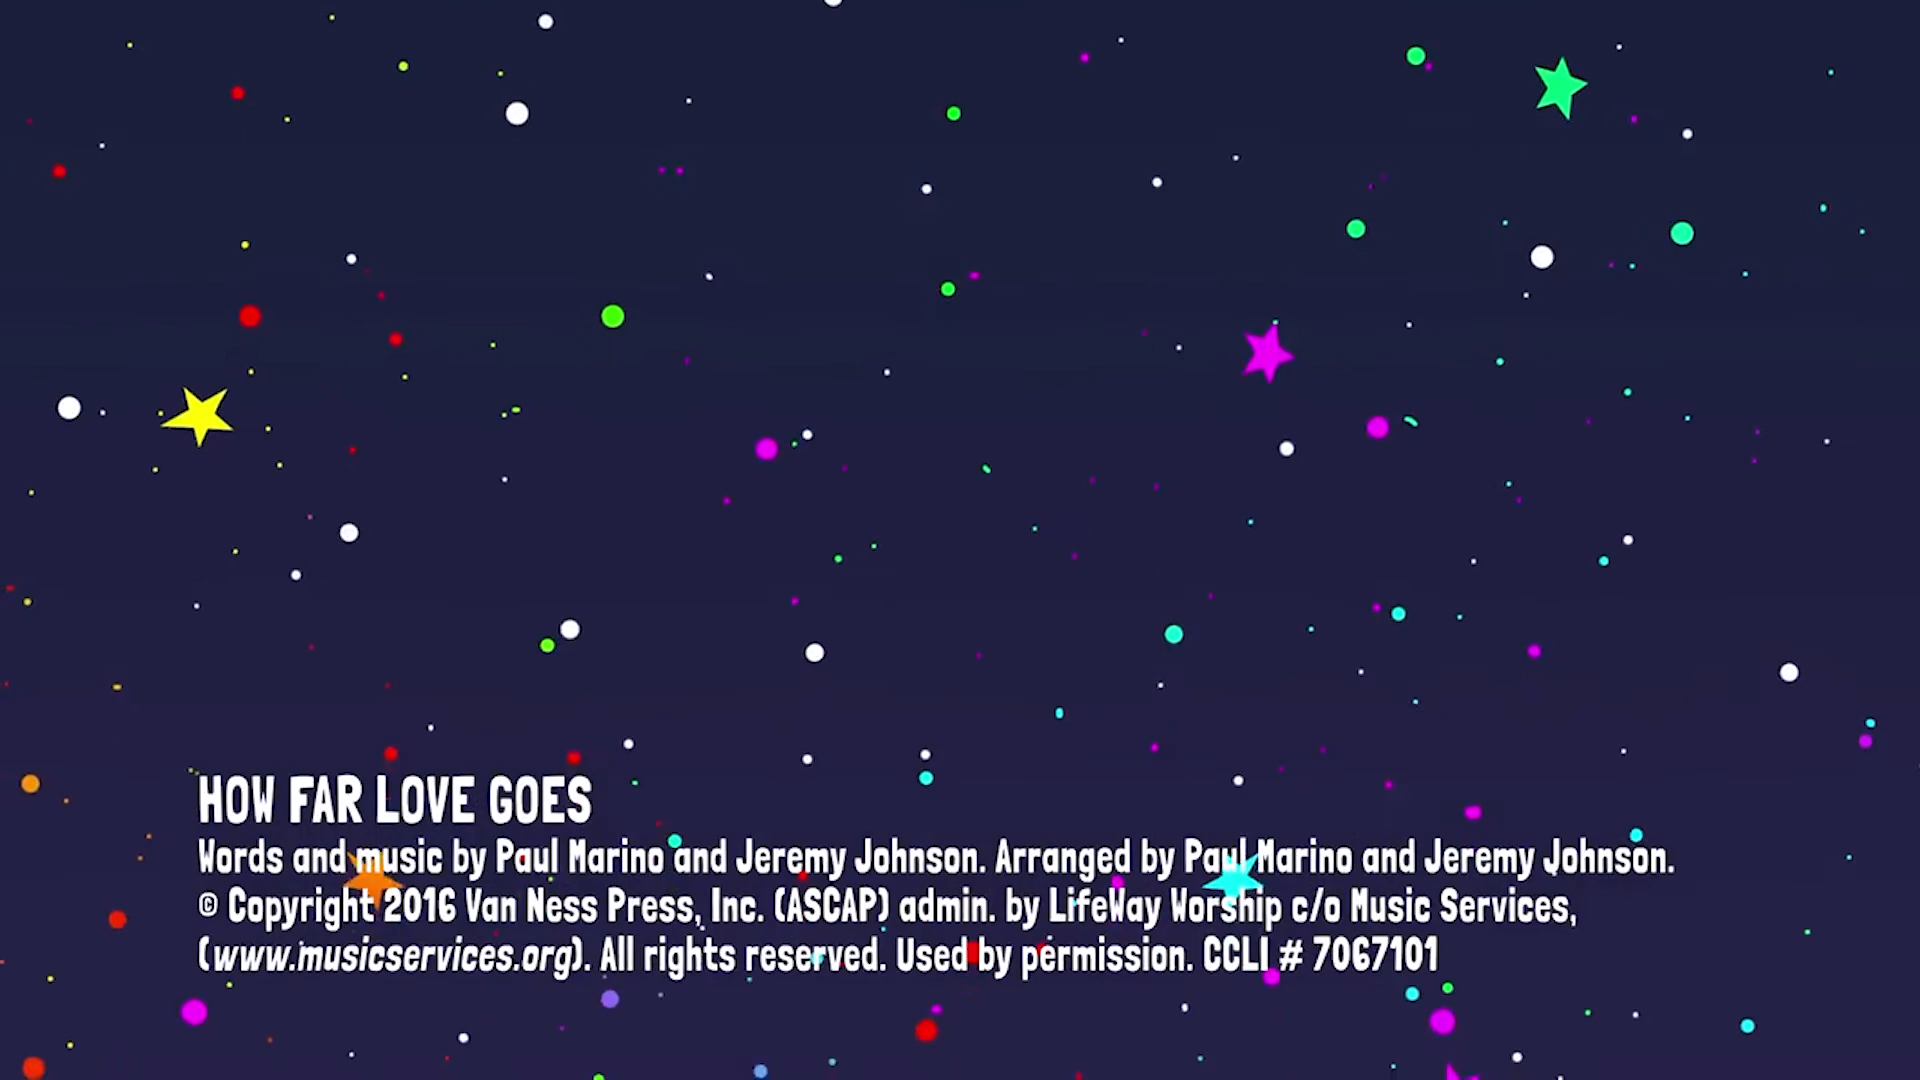 HOW FAR LOVE GOES
Words and music by Paul Marino and Jeremy Johnson. Arranged by Paul Marino and Jeremy Johnson.
© Copyright 2016 Van Ness Press, Inc. (ASCAP) admin. by LifeWay Worship c/o Music Services,
(www.musicservices.org). All rights reserved. Used by permission. CCLI # 7067101